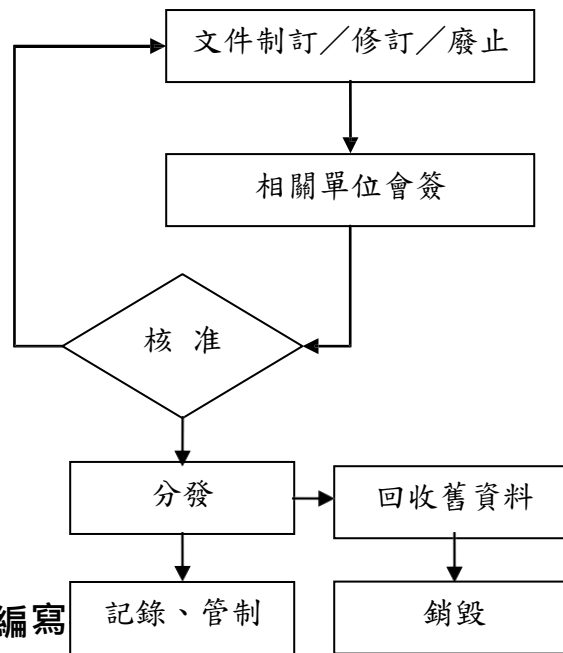 文件制訂／修訂／廢止
相關單位會簽
核 准
分發
回收舊資料
編寫
記錄、管制
銷毀